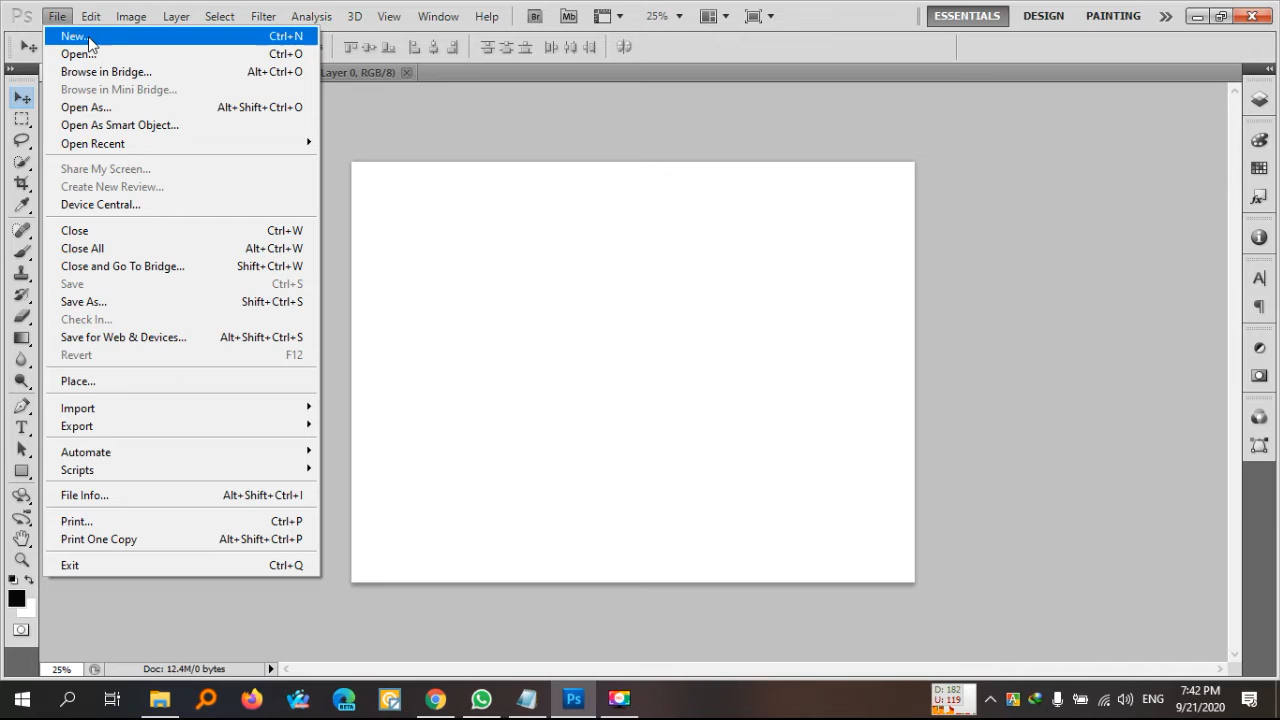 Ps File Edit Image Layer Select Filter Analysis 3D View Window Help Br Mb 25% ESSENTIALS DESIGN PAINTING
New... Ctrl+N
Open... Ctrl+O
Layer 0, RGB/8)
Browse in Bridge... Alt+Ctrl+O
Browse in Mini Bridge...
Open As... Alt+Shift+Ctrl+O
Open As Smart Object...
Open Recent
Share My Screen...
Create New Review...
Device Central...
Close Ctrl+W
Close All Alt+Ctrl+W
Close and Go To Bridge... Shift+Ctrl+W
Save Ctrl+S
Save As... Shift+Ctrl+S
Check In...
Save for Web & Devices... Alt+Shift+Ctrl+S
Revert F12
Place...
Import
Export
Automate
Scripts
File Info... Alt+Shift+Ctrl+I
Print... Ctrl+P
Print One Copy Alt+Shift+Ctrl+P
Exit Ctrl+Q
25% Doc: 12.4M/0 bytes
Ps D: 182 ENG 7:42 PM
U: 119 9/21/2020